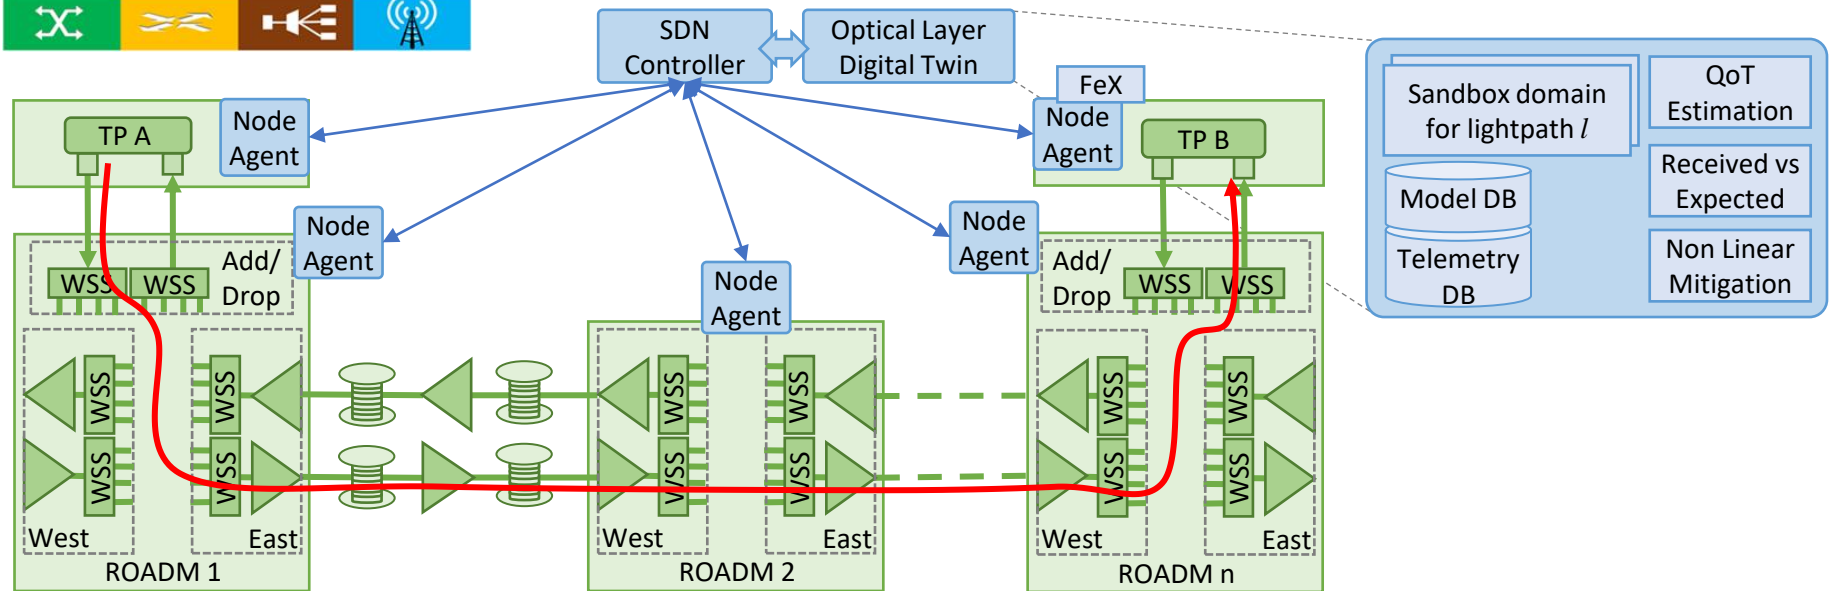 SDN
Controller
Optical Layer
Digital Twin
FeX
Node
Agent
TP A
Node
Agent
TP B
Sandbox domain
for lightpath l
QoT
Estimation
Model DB
Received vs
Expected
Telemetry
DB
Non Linear
Mitigation
Node
Agent
Node
Agent
Node
Agent
Add/
Drop
WSS
WSS
Add/
Drop
WSS
WSS
WSS
WSS
WSS
WSS
WSS
WSS
WSS
WSS
WSS
WSS
WSS
WSS
West
East
West
East
West
East
ROADM 1
ROADM 2
ROADM n